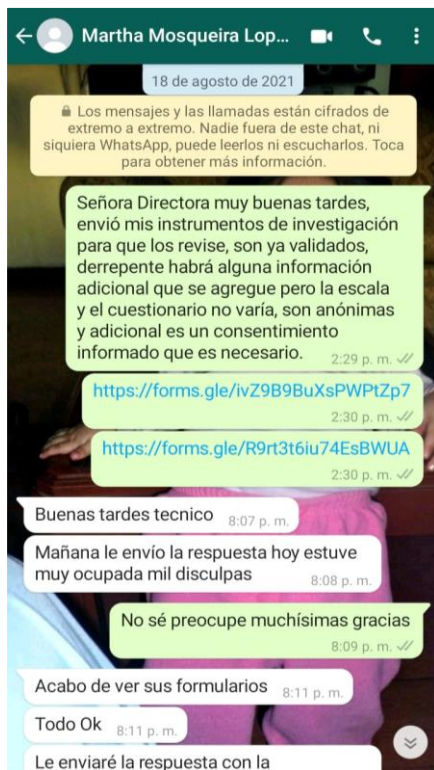 Martha Mosqueira Lop...
18 de agosto de 2021
Los mensajes y las llamadas están cifrados de
extremo a extremo. Nadie fuera de este chat, ni
siquiera WhatsApp, puede leerlos ni escucharlos. Toca
para obtener más información.
Señora Directora muy buenas tardes,
envió mis instrumentos de investigación
para que los revise, son ya validados,
derrepente habrá alguna información
adicional que se agregue pero la escala
y el cuestionario no varía, son anónimas
y adicional es un consentimiento
informado que es necesario. 2:29 p. m.
https://forms.gle/ivZ9B9BuXsPWPtZp7
2:30 p. m.
https://forms.gle/R9rt3t6iu74EsBWUA
2:30 p. m.
Buenas tardes tecnico 8:07 p. m.
Mañana le envío la respuesta hoy estuve
muy ocupada mil disculpas 8:08 p. m.
No sé preocupe muchísimas gracias
8:09 p. m.
Acabo de ver sus formularios 8:11 p. m.
Todo Ok 8:11 p. m.
Le enviaré la respuesta con la